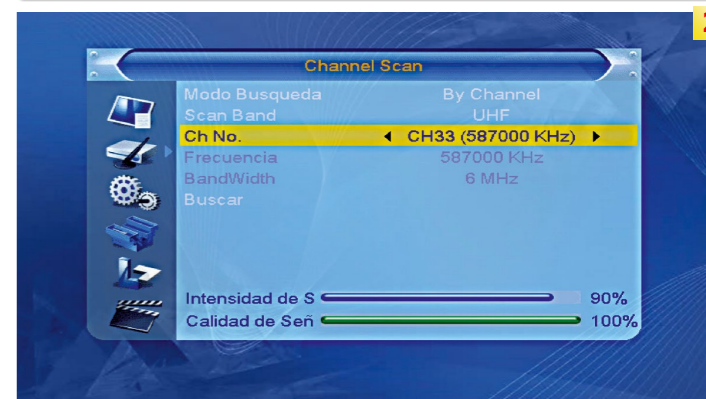 Channel Scan
Modo Busqueda By Channel
Scan Band UHF
Ch No. CH33 (587000 KHz)
Frecuencia 587000 KHz
BandWidth 6 MHz
Buscar
Intensidad de S 90%
Calidad de Señ 100%